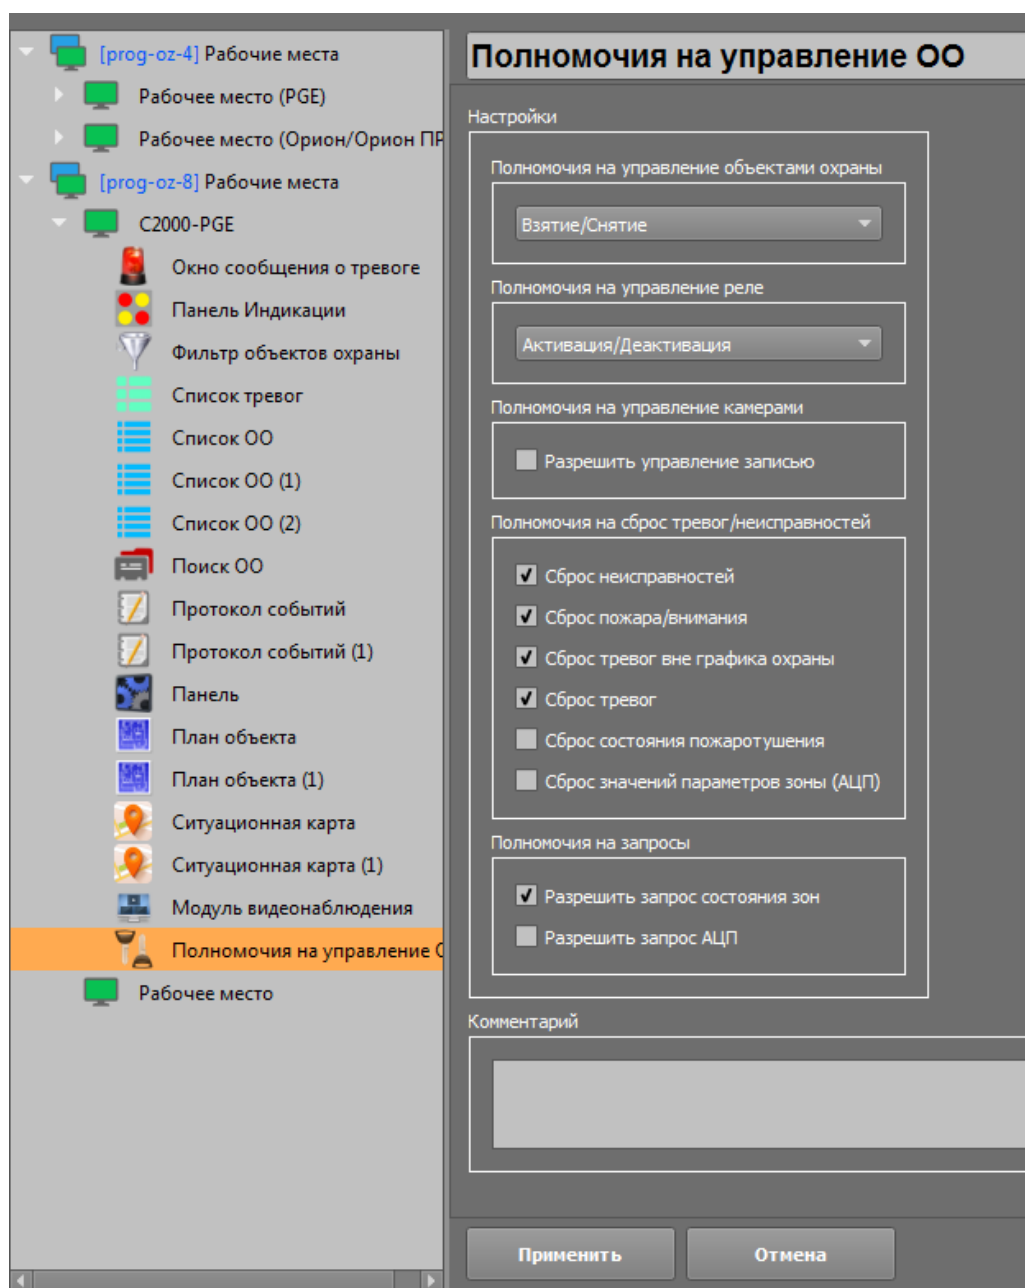 [prog-oz-4] Рабочие места
Рабочее место (PGE)
Рабочее место (Орион/Орион ПР
[prog-oz-8] Рабочие места
C2000-PGE
Окно сообщения о тревоге
Панель Индикации
Фильтр объектов охраны
Список тревог
Список ОО
Список ОО (1)
Список ОО (2)
Поиск ОО
Протокол событий
Протокол событий (1)
Панель
План объекта
План объекта (1)
Ситуационная карта
Ситуационная карта (1)
Модуль видеонаблюдения
Полномочия на управление О
Рабочее место
Полномочия на управление ОО
Настройки
Полномочия на управление объектами охраны
Взятие/Снятие
Полномочия на управление реле
Активация/Деактивация
Полномочия на управление камерами
Разрешить управление записью
Полномочия на сброс тревог/неисправностей
Сброс неисправностей
Сброс пожара/внимания
Сброс тревог вне графика охраны
Сброс тревог
Сброс состояния пожаротушения
Сброс значений параметров зоны (АЦП)
Полномочия на запросы
Разрешить запрос состояния зон
Разрешить запрос АЦП
Комментарий
Применить
Отмена